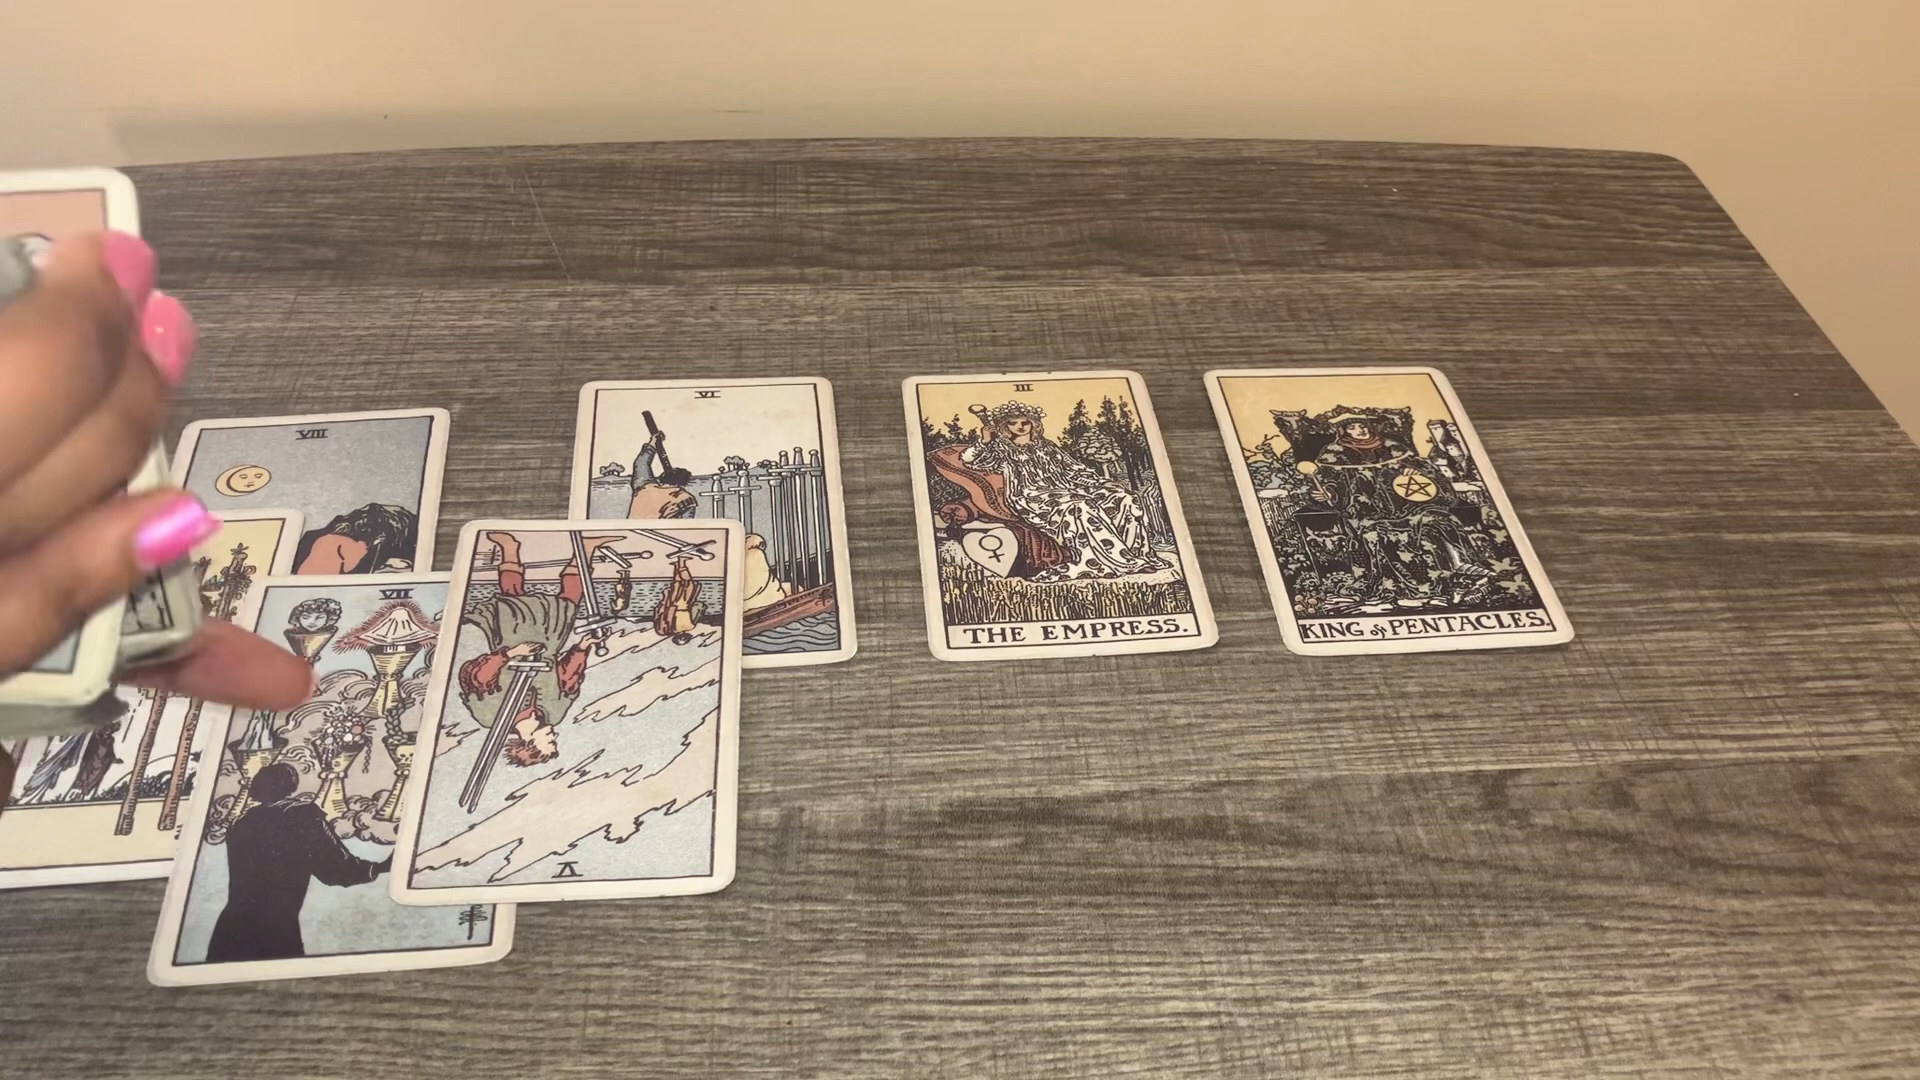 VIII
VI
III
THE EMPRESS.
KING of PENTACLES.
VII
V